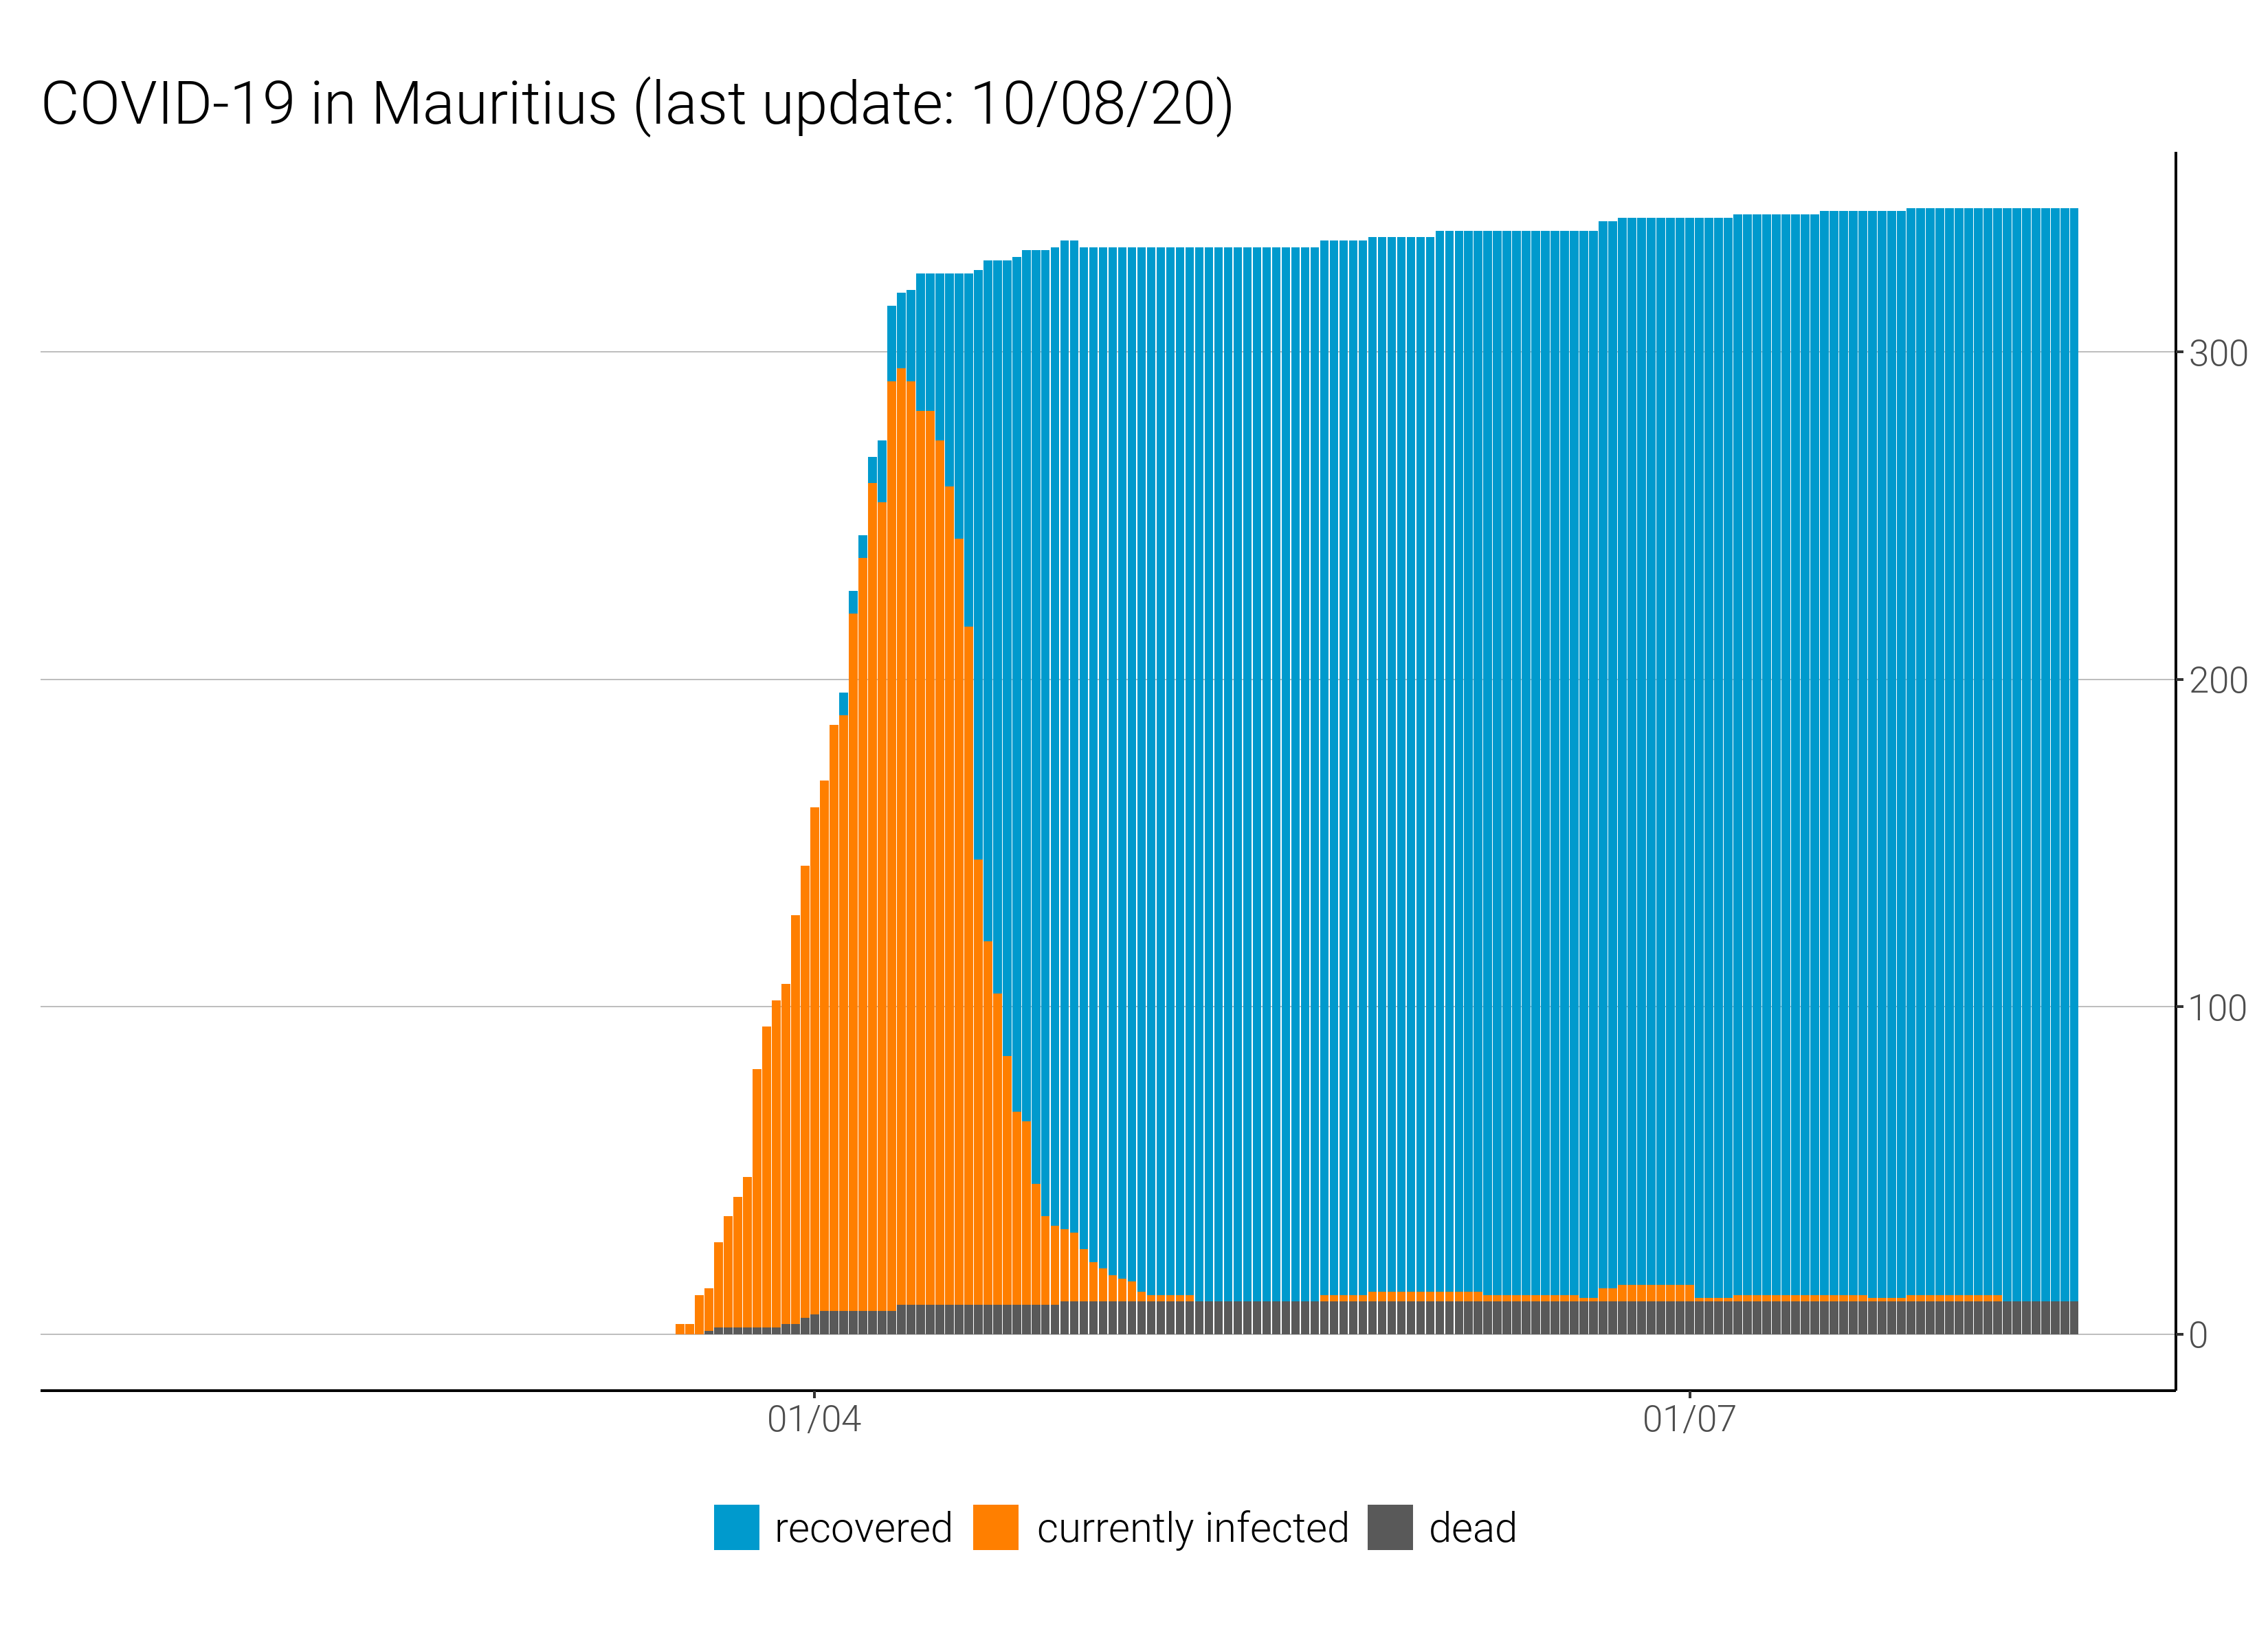 COVID-19 in Mauritius (last update: 10/08/20)
300
200
100
0
01/04 01/07
recovered currently infected dead